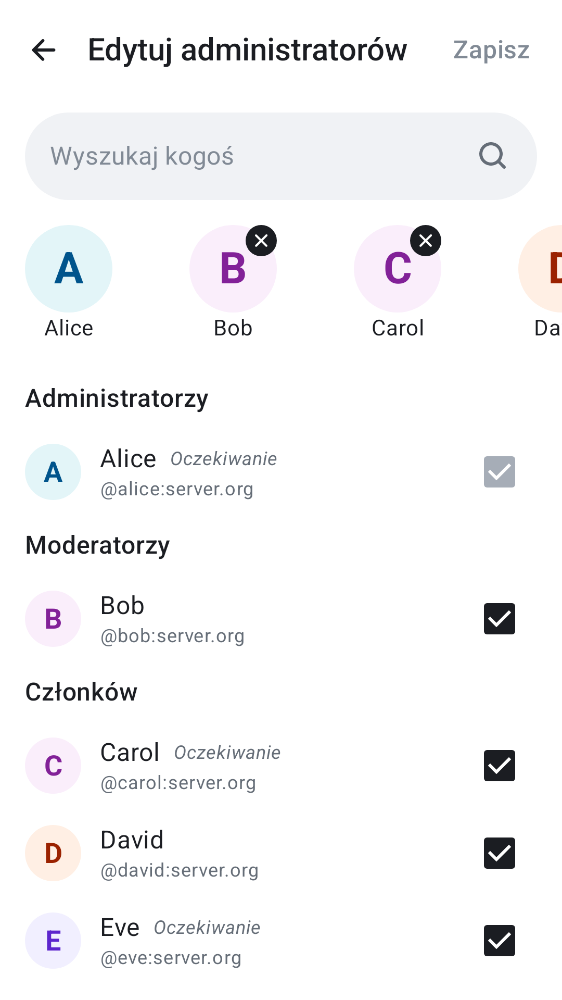 Edytuj administratorów
Zapisz
Wyszukaj kogoś
A
B
C
Alice
Bob
Carol
Administratorzy
A
Alice Oczekiwanie
@alice:server.org
Moderatorzy
B
Bob
@bob:server.org
Członków
C
Carol Oczekiwanie
@carol:server.org
D
David
@david:server.org
E
Eve Oczekiwanie
@eve:server.org